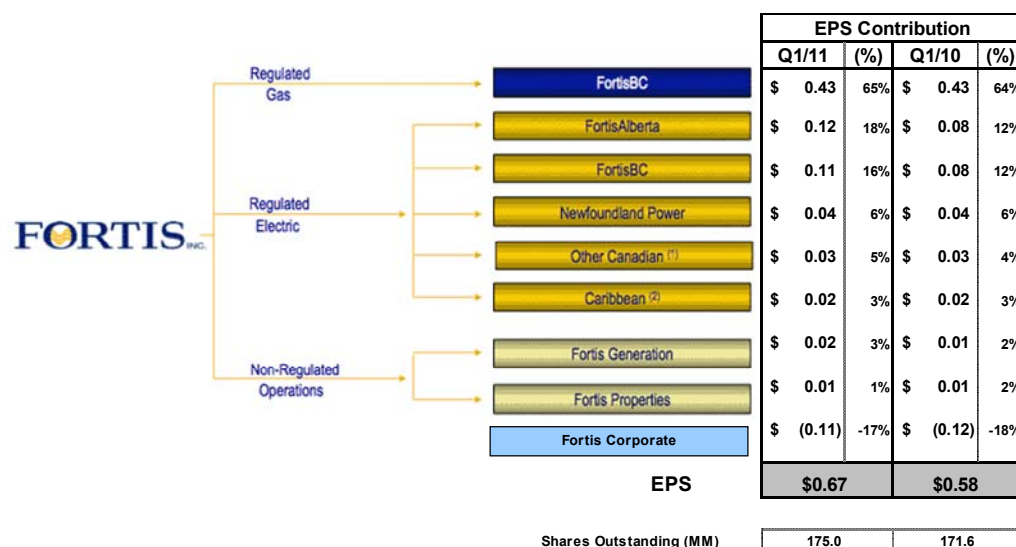 EPS Contribution
Q1/11 (%) Q1/10 (%)
Regulated
Gas
FortisBC $ 0.43 65% $ 0.43 64%
FortisAlberta $ 0.12 18% $ 0.08 12%
FortisBC $ 0.11 16% $ 0.08 12%
Regulated
Electric
Newfoundland Power $ 0.04 6% $ 0.04 6%
FORTIS INC.
Other Canadian (1) $ 0.03 5% $ 0.03 4%
Caribbean (2) $ 0.02 3% $ 0.02 3%
Fortis Generation $ 0.02 3% $ 0.01 2%
Non-Regulated
Operations
Fortis Properties $ 0.01 1% $ 0.01 2%
Fortis Corporate $ (0.11) -17% $ (0.12) -18%
EPS $0.67 $0.58
Shares Outstanding (MM) 175.0 171.6